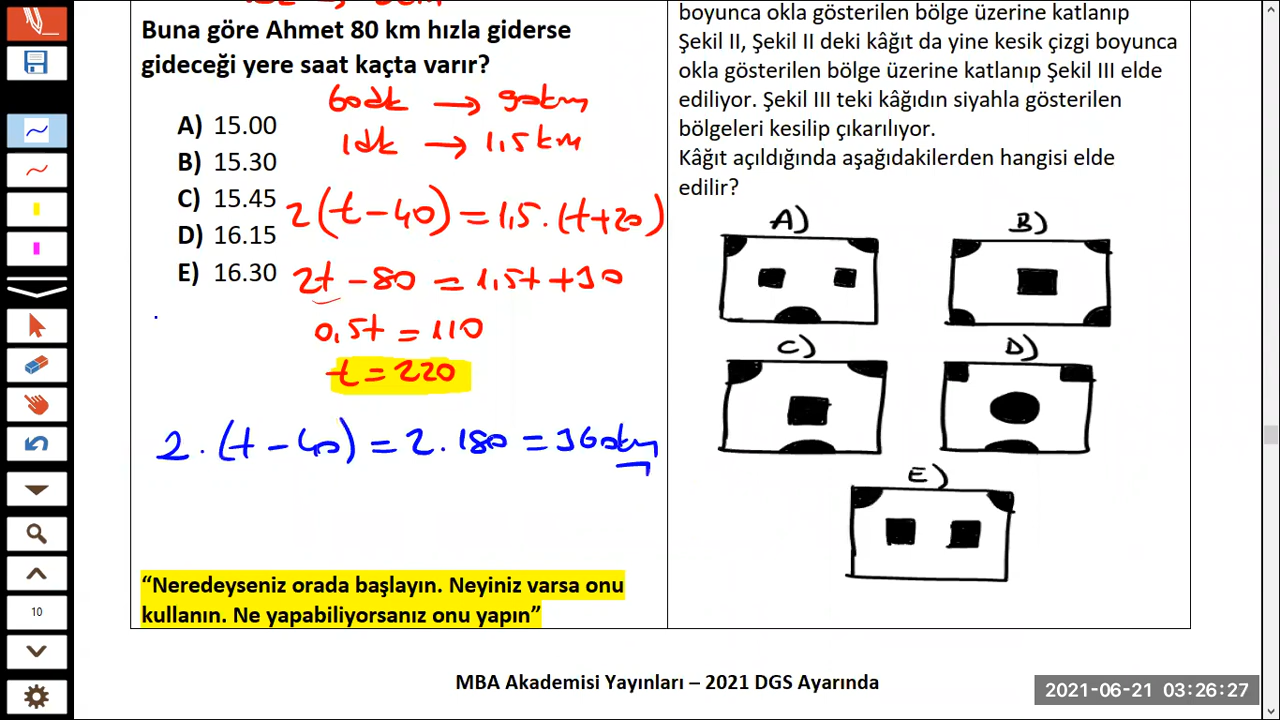 Buna göre Ahmet 80 km hızla giderse
gideceği yere saat kaçta varır?
60dk → 90km
A) 15.00
1dk → 1,5 km
B) 15.30
C) 15.45
2(t-40)=1,5.(t+20)
D) 16.15
E) 16.30
2t-80=1,5t+30
0,5t=110
t=220
2.(t-40)=2.180=360km
“Neredeyseniz orada başlayın. Neyiniz varsa onu
kullanın. Ne yapabiliyorsanız onu yapın”
boyunca okla gösterilen bölge üzerine katlanıp
Şekil II, Şekil II deki kâğıt da yine kesik çizgi boyunca
okla gösterilen bölge üzerine katlanıp Şekil III elde
ediliyor. Şekil III teki kâğıdın siyahla gösterilen
bölgeleri kesilip çıkarılıyor.
Kâğıt açıldığında aşağıdakilerden hangisi elde
edilir?
A) B)
C) D)
E)
10
MBA Akademisi Yayınları – 2021 DGS Ayarında
2021-06-21 03:26:27